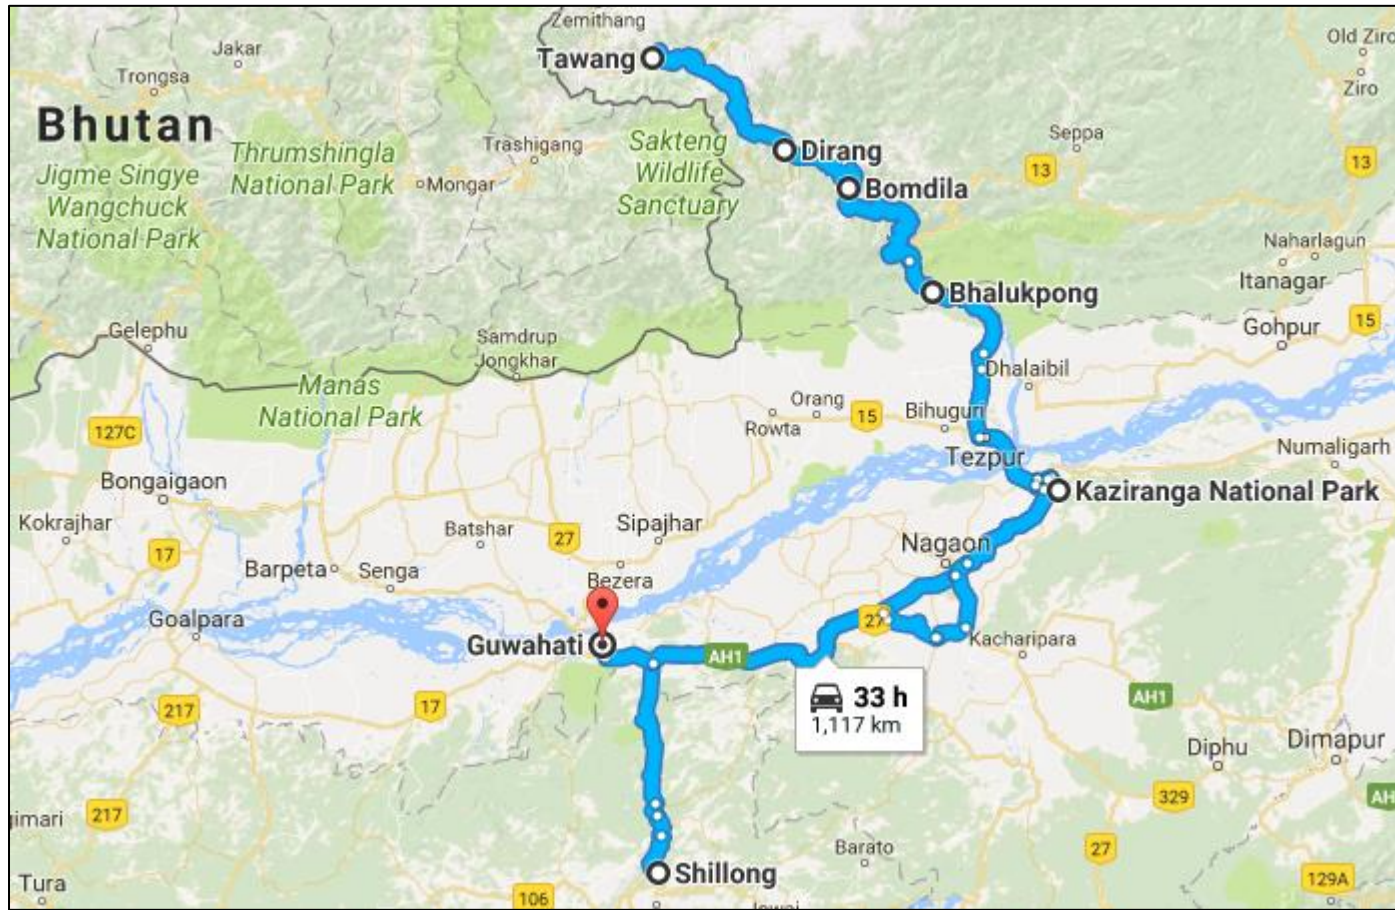 Zemithang
Tawang
Old Ziro
Ziro
Jakar
Trongsa
Bhutan
Thrumshingla
National Park
Trashigang
Mongar
Sakteng
Wildlife
Sanctuary
Dirang
Bomdila
Seppa
13
13
Jigme Singye
Wangchuck
National Park
Naharlagun
Itanagar
Bhalukpong
Gelephu
Samdrup
Jongkhar
Gohpur
15
Manas
National Park
Dhalaibil
Orang
15
Bihuguri
Rowta
127C
Tezpur
Numaligarh
Bongaigaon
Kaziranga National Park
Kokrajhar
17
Batshar
27
Sipajhar
Nagaon
Barpeta
Senga
Bezera
Goalpara
Guwahati
27
Kacharipara
AH1
33 h
1,117 km
AH1
217
17
Diphu
Dimapur
329
AH
gimari
217
Barato
27
Shillong
Tura
106
129A